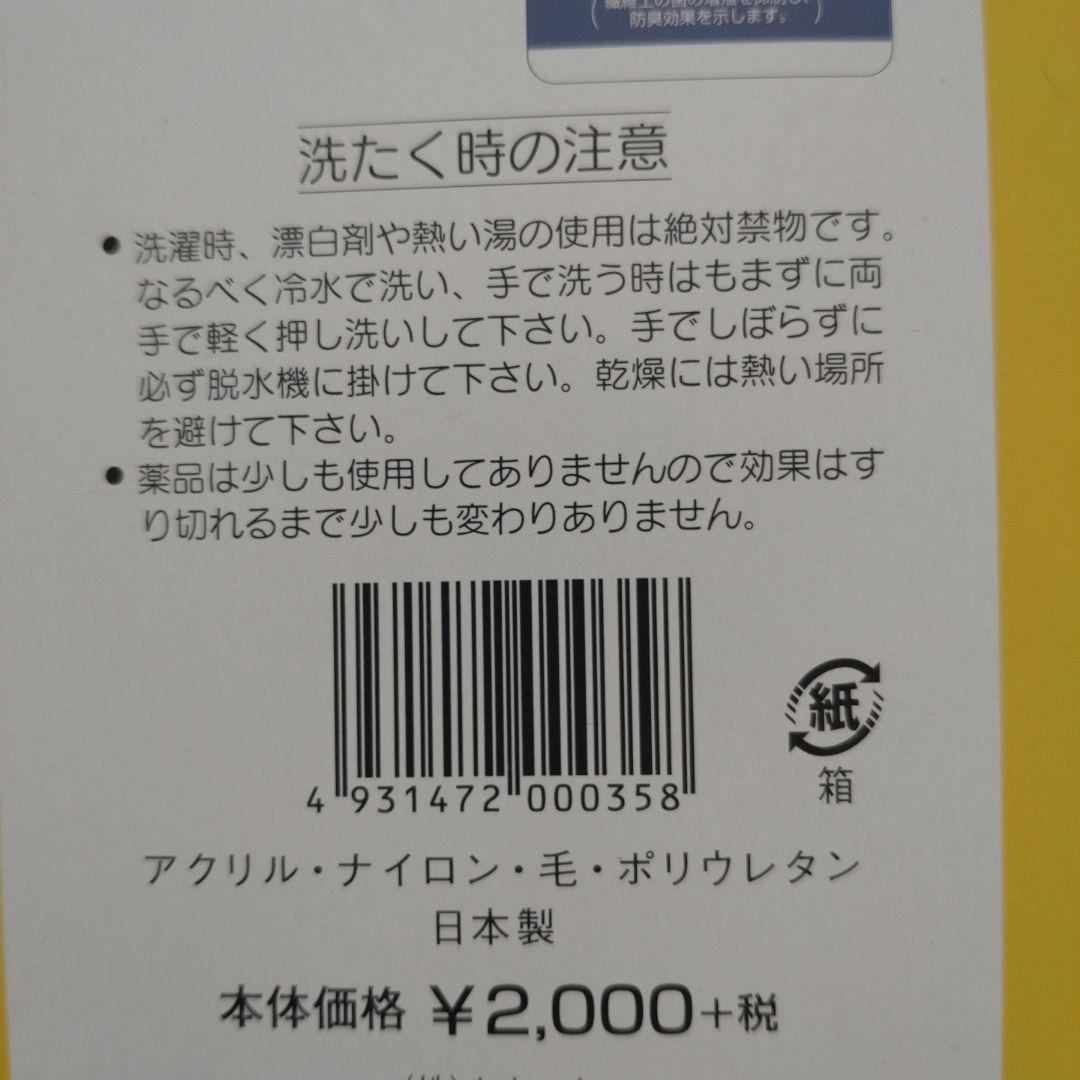 防臭効果を示します。
洗たく時の注意
● 洗濯時、漂白剤や熱い湯の使用は絶対禁物です。
なるべく冷水で洗い、手で洗う時はもまずに両
手で軽く押し洗いして下さい。手でしぼらずに
必ず脱水機に掛けて下さい。乾燥には熱い場所
を避けて下さい。
● 薬品は少しも使用してありませんので効果はす
り切れるまで少しも変わりありません。
4 931472 000358
紙
箱
アクリル・ナイロン・毛・ポリウレタン
日本製
本体価格 ¥2,000+税